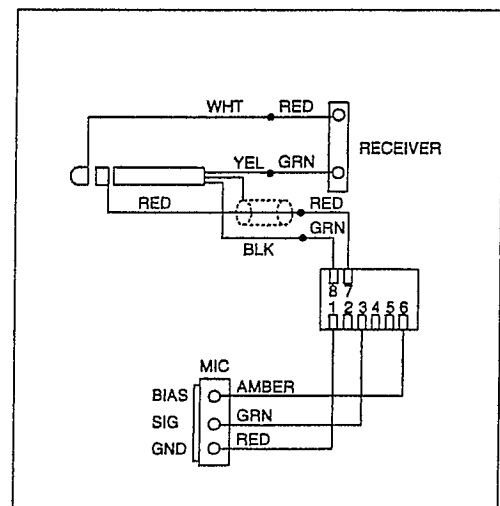 WHT RED
RECEIVER
YEL GRN
RED RED
GRN
BLK
8 7
1 2 3 4 5 6
MIC
BIAS AMBER
SIG GRN
GND RED